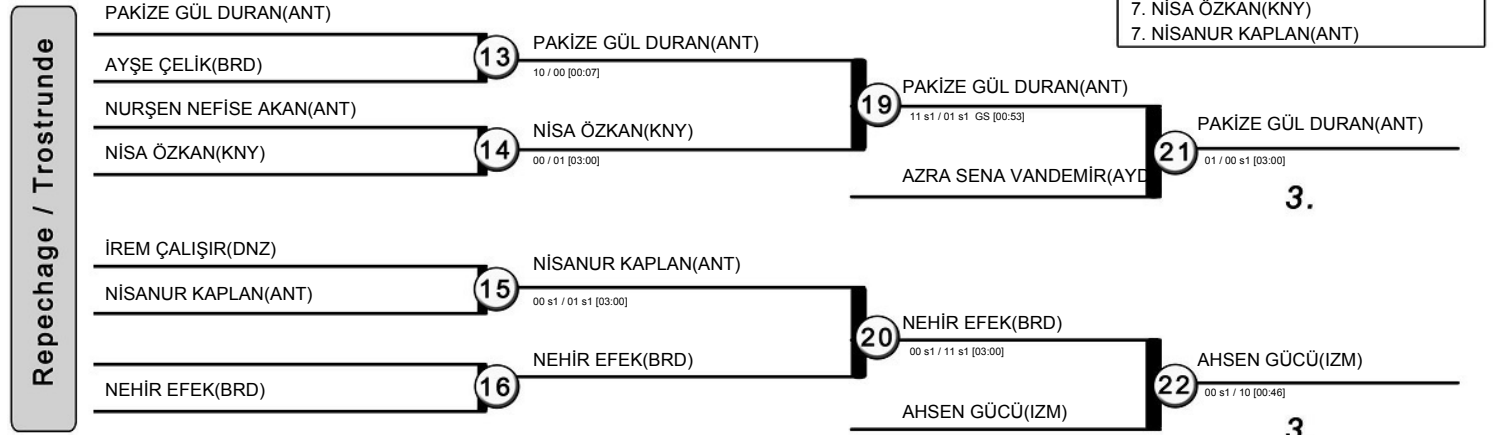 7. NİSA ÖZKAN(KNY)
7. NİSANUR KAPLAN(ANT)
Repechage / Trostrunde
PAKİZE GÜL DURAN(ANT)
AYŞE ÇELİK(BRD)
13
PAKİZE GÜL DURAN(ANT)
10 / 00 [00:07]
NURŞEN NEFİSE AKAN(ANT)
NİSA ÖZKAN(KNY)
14
NİSA ÖZKAN(KNY)
00 / 01 [03:00]
19
PAKİZE GÜL DURAN(ANT)
11 s1 / 01 s1 GS [00:53]
AZRA SENA VANDEMİR(AYD
21
PAKİZE GÜL DURAN(ANT)
01 / 00 s1 [03:00]
3.
İREM ÇALIŞIR(DNZ)
NİSANUR KAPLAN(ANT)
15
NİSANUR KAPLAN(ANT)
00 s1 / 01 s1 [03:00]
NEHİR EFEK(BRD)
16
NEHİR EFEK(BRD)
20
NEHİR EFEK(BRD)
00 s1 / 11 s1 [03:00]
AHSEN GÜCÜ(IZM)
22
AHSEN GÜCÜ(IZM)
00 s1 / 10 [00:46]
3